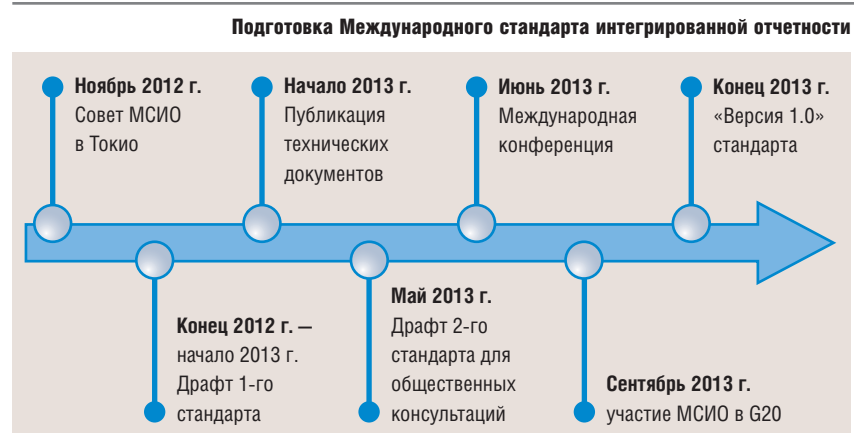 Подготовка Международного стандарта интегрированной отчетности
Ноябрь 2012 г.
Совет МСИО
в Токио
Начало 2013 г.
Публикация
технических
документов
Июнь 2013 г.
Международная
конференция
Конец 2013 г.
«Версия 1.0»
стандарта
Конец 2012 г. —
начало 2013 г.
Драфт 1-го
стандарта
Май 2013 г.
Драфт 2-го
стандарта для
общественных
консультаций
Сентябрь 2013 г.
участие МСИО в G20